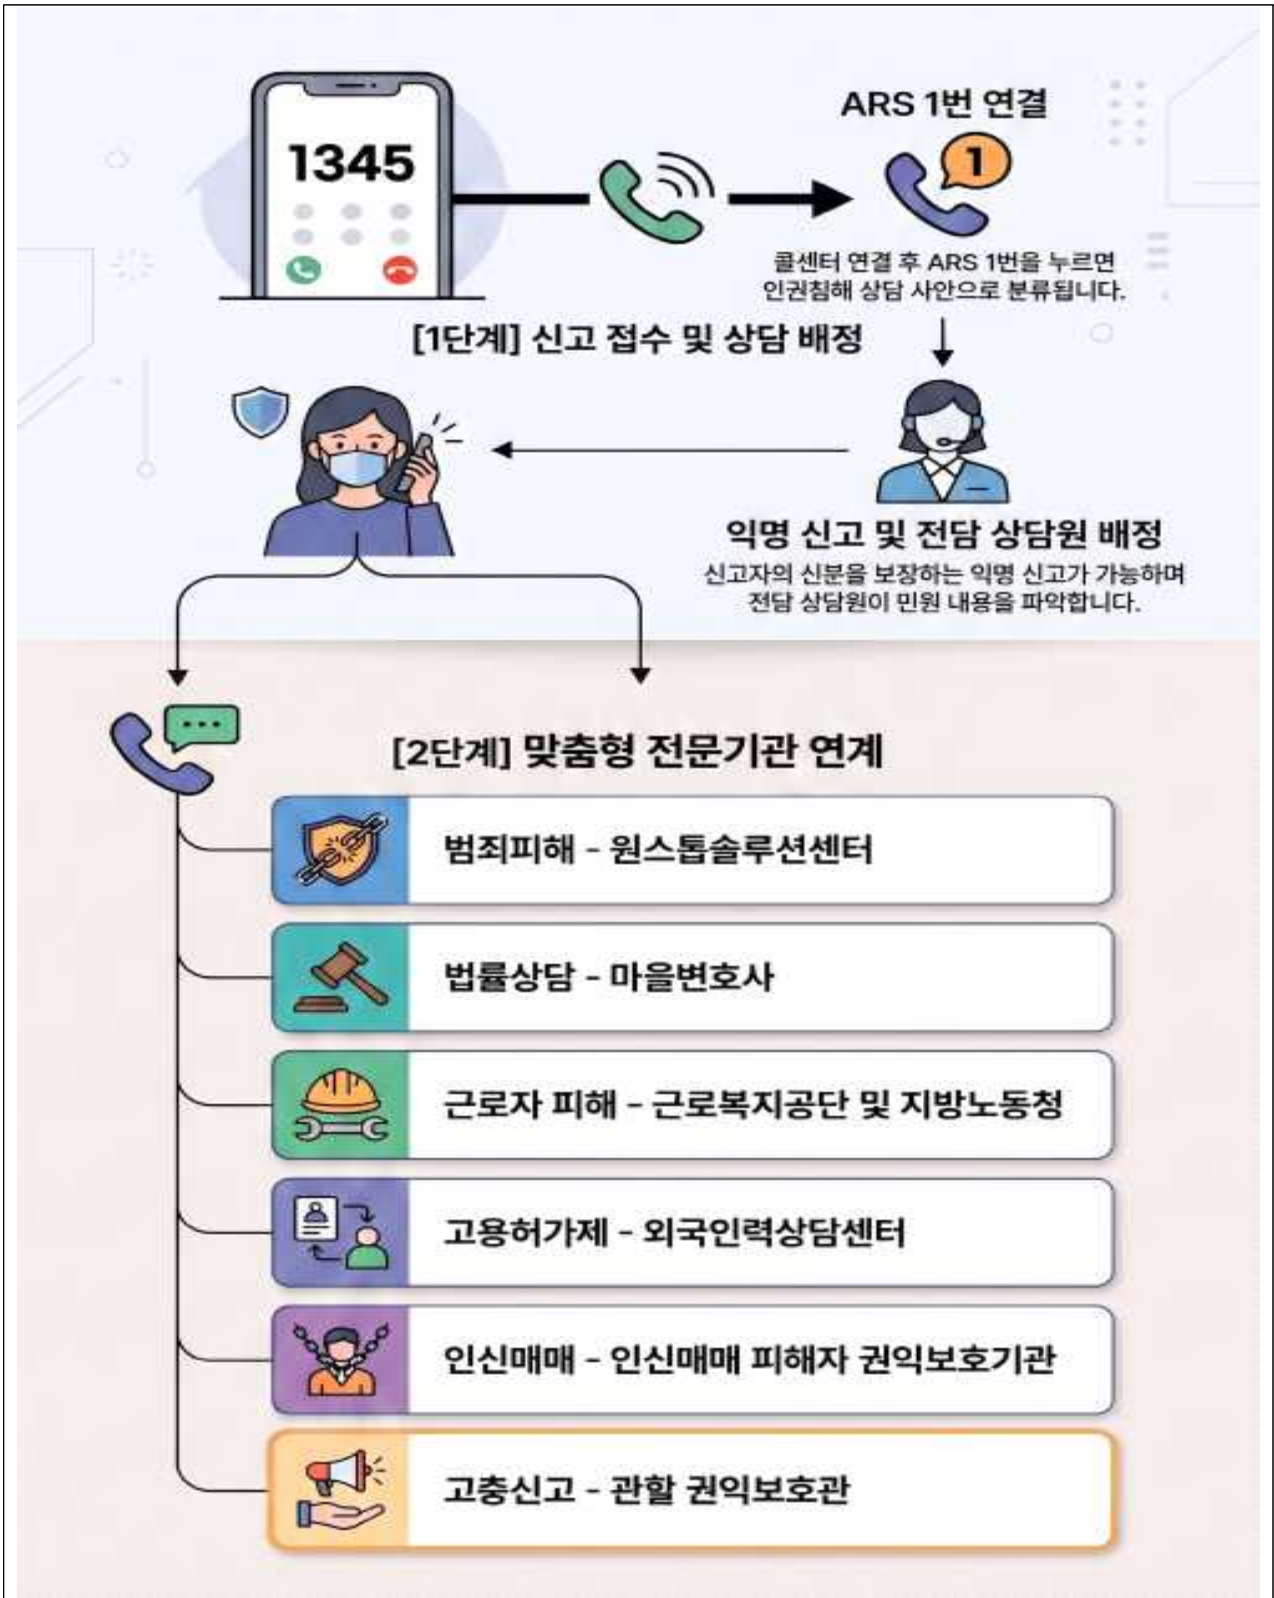 ARS 1번 연결
1345
1
콜센터 연결 후 ARS 1번을 누르면
인권침해 상담 사안으로 분류됩니다.
[1단계] 신고 접수 및 상담 배정
익명 신고 및 전담 상담원 배정
신고자의 신분을 보장하는 익명 신고가 가능하며
전담 상담원이 민원 내용을 파악합니다.
[2단계] 맞춤형 전문기관 연계
범죄피해 - 원스톱솔루션센터
법률상담 - 마을변호사
근로자 피해 - 근로복지공단 및 지방노동청
고용허가제 - 외국인력상담센터
인신매매 - 인신매매 피해자 권익보호기관
고충신고 - 관할 권익보호관